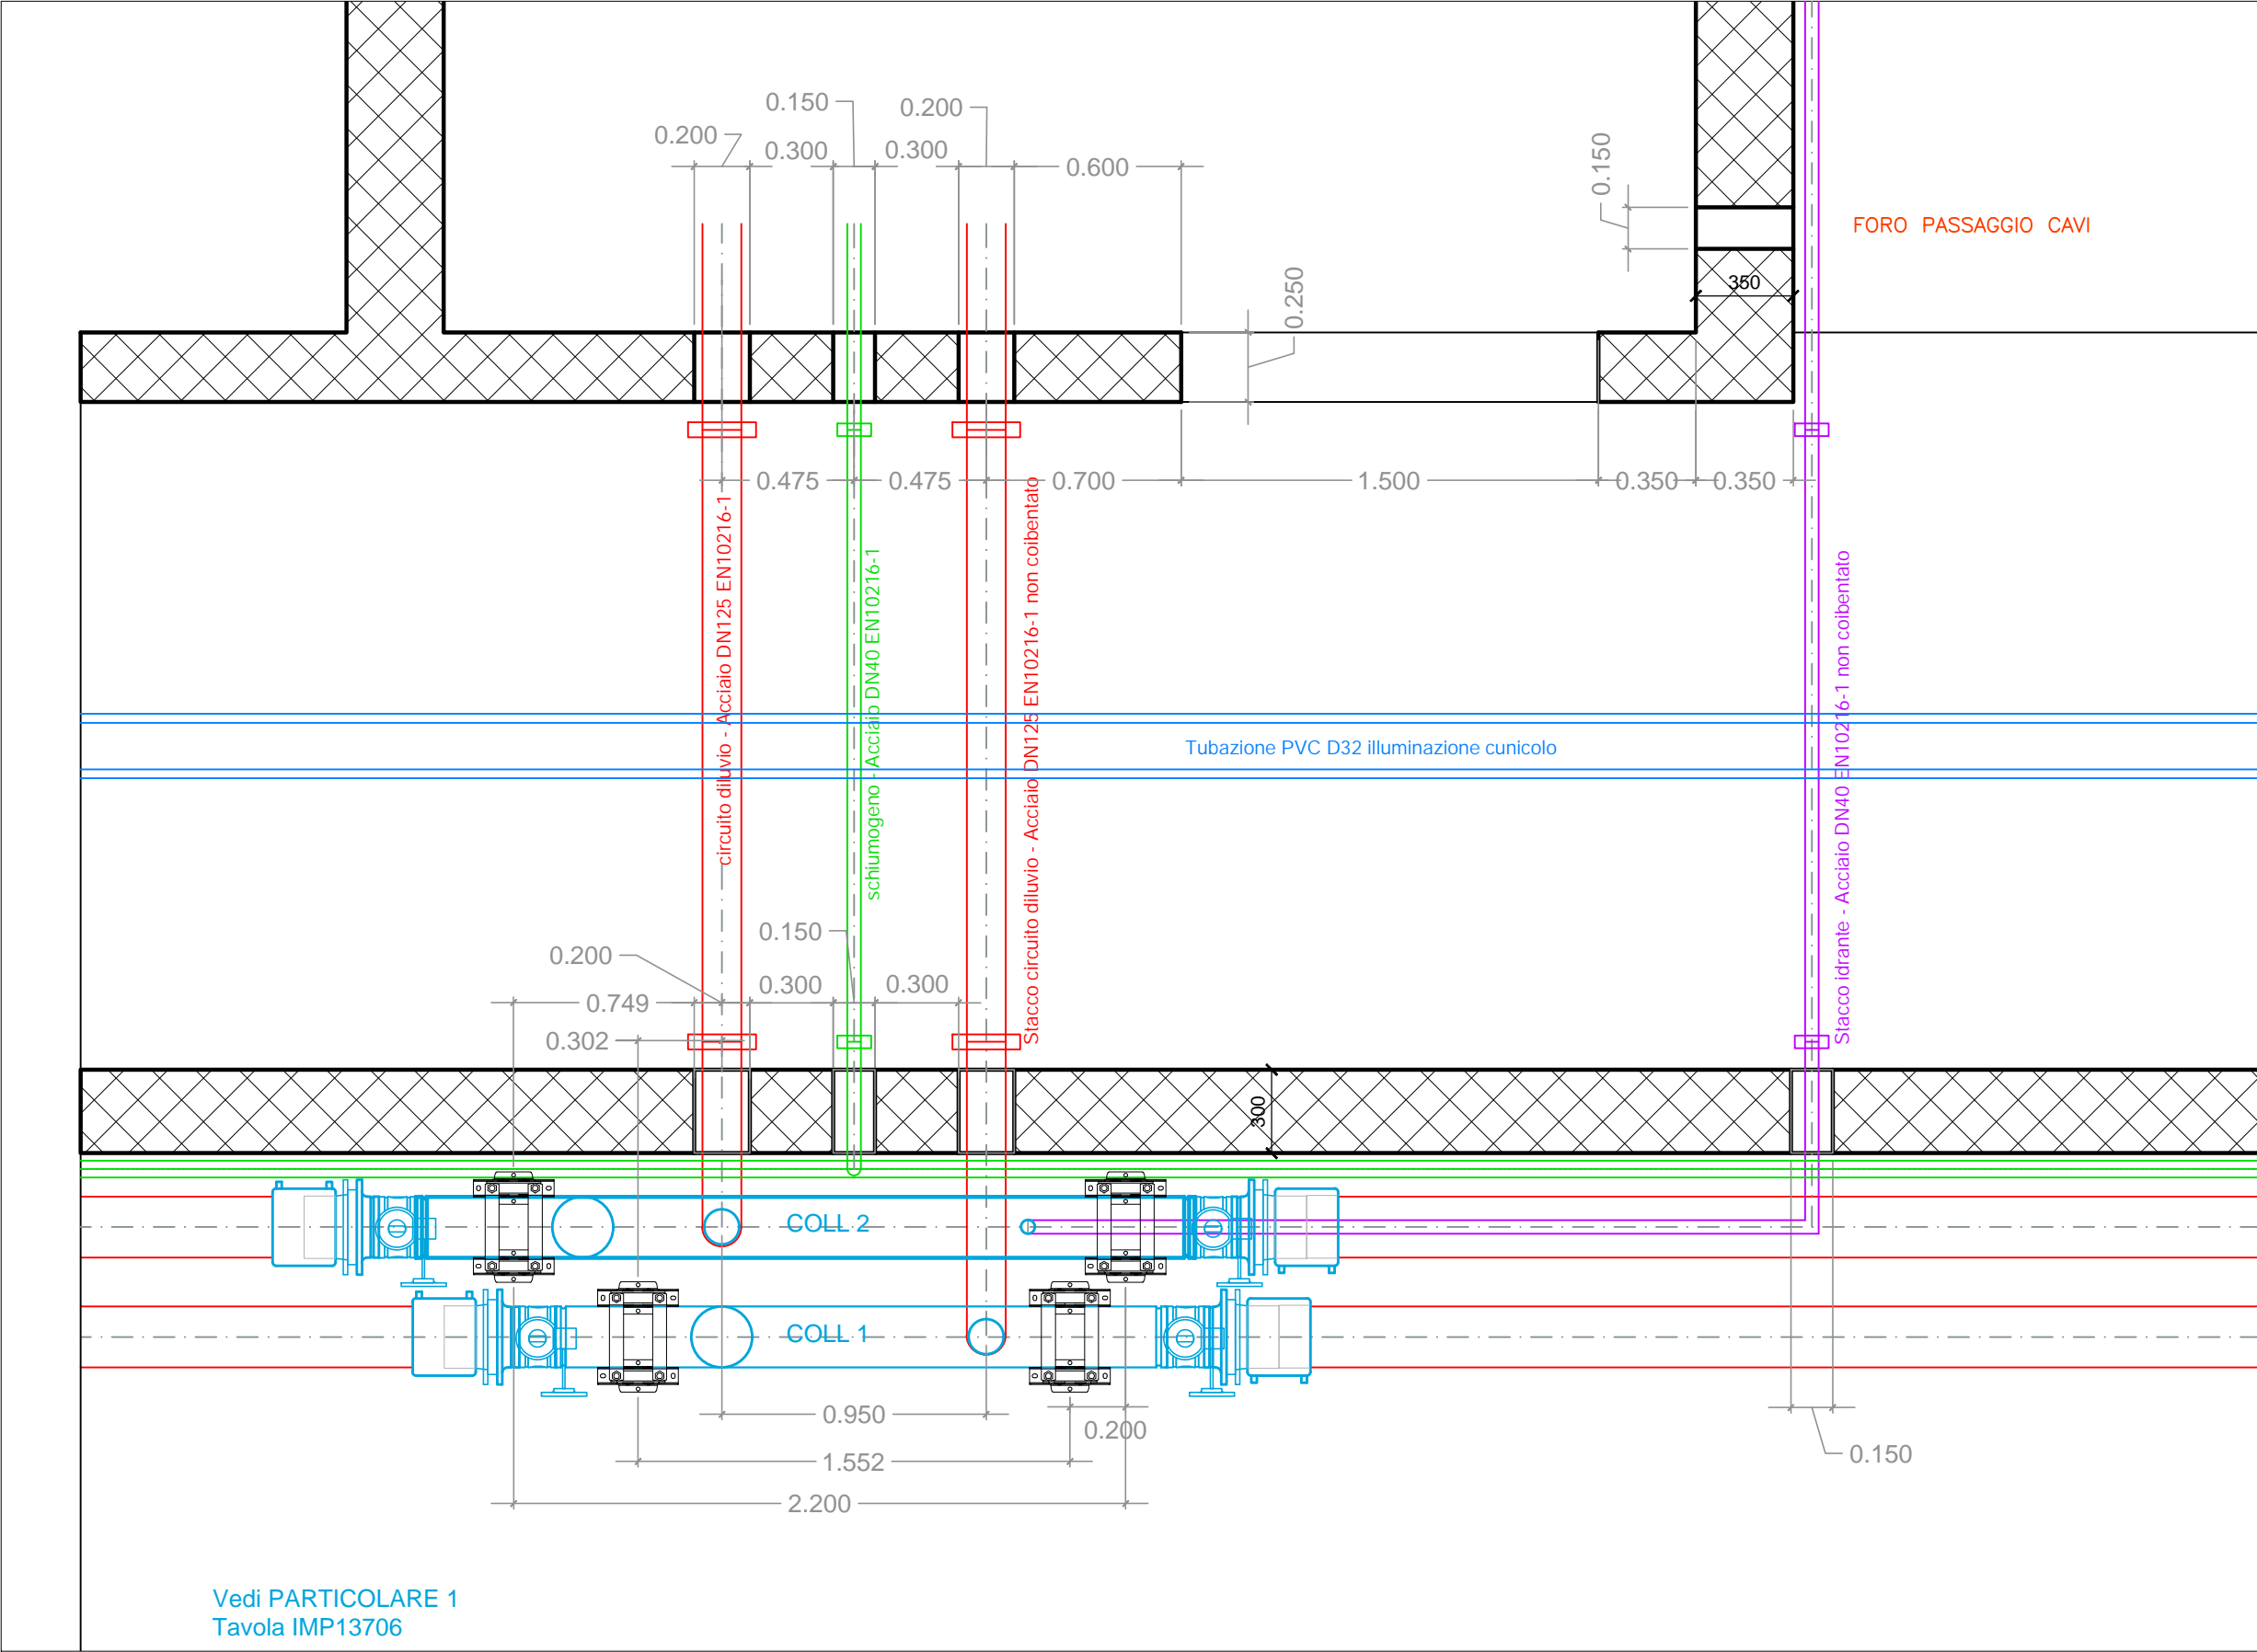 0.150
0.200
0.200
0.300
0.300
0.600
0.150
FORO PASSAGGIO CAVI
350
0.250
0.475
0.475
0.700
1.500
0.350
0.350
circuito diluvio - Acciaio DN125 EN10216-1
schiumogeno - Acciaio DN40 EN10216-1
Stacco circuito diluvio - Acciaio DN125 EN10216-1 non coibentato
Stacco idrante - Acciaio DN40 EN10216-1 non coibentato
Tubazione PVC D32 illuminazione cunicolo
0.150
0.200
0.300
0.300
0.749
0.302
300
COLL 2
COLL 1
0.950
0.200
0.150
1.552
2.200
Vedi PARTICOLARE 1
Tavola IMP13706